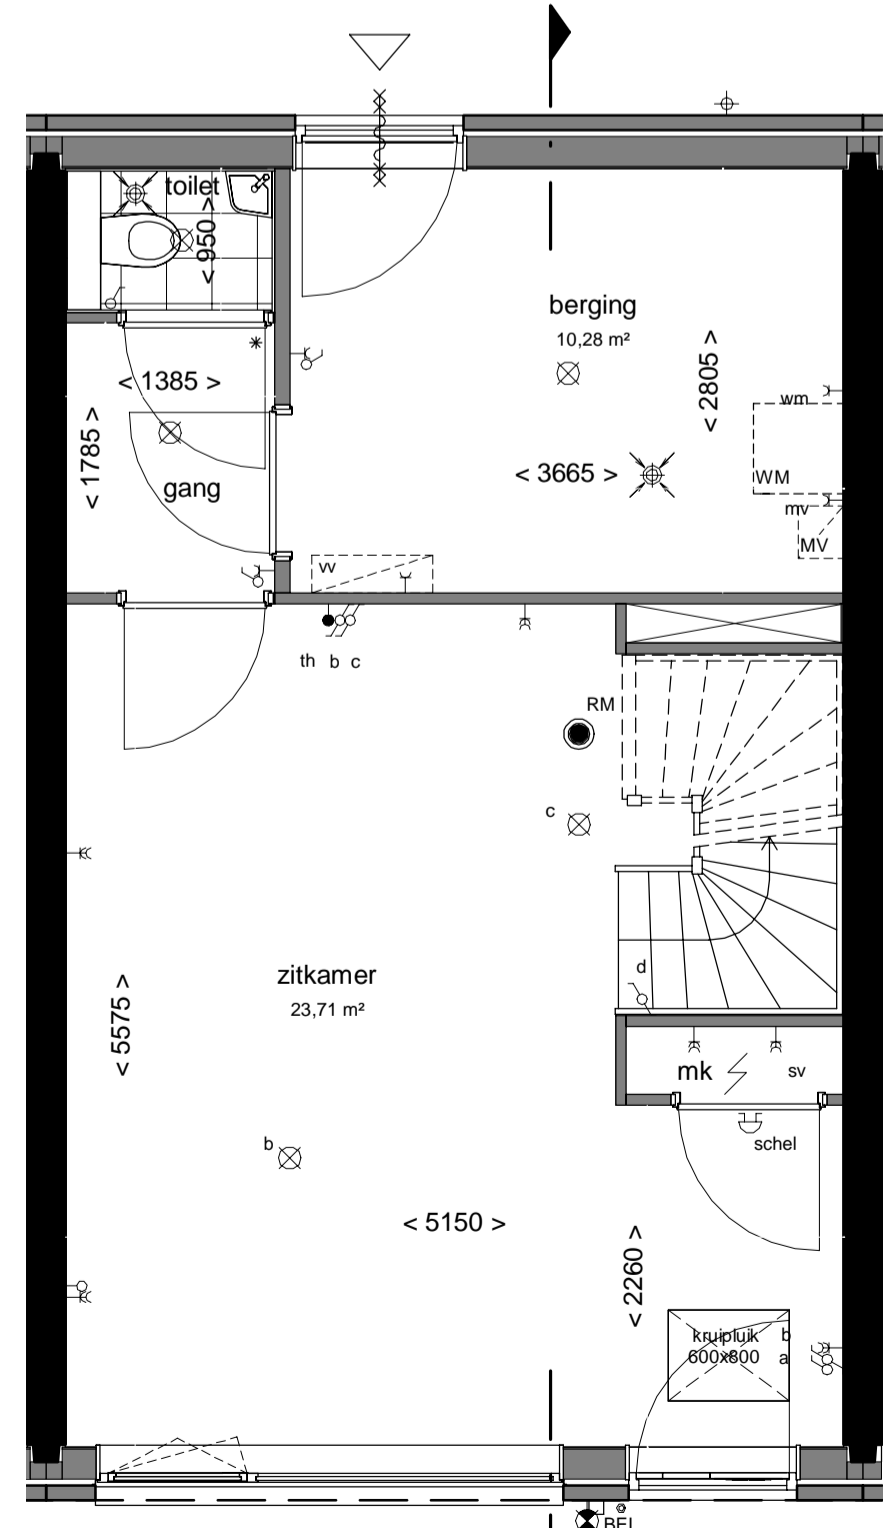 toilet
< 950 >
berging
10,28 m²
< 1385 >
< 2805 >
wm
< 1785 >
gang
< 3665 >
WM
mv
MV
vv
th b c
RM
c
zitkamer
23,71 m²
d
< 5575 >
mk
sv
schel
b
< 5150 >
< 2260 >
kruipluik b
600x800 a
BEL